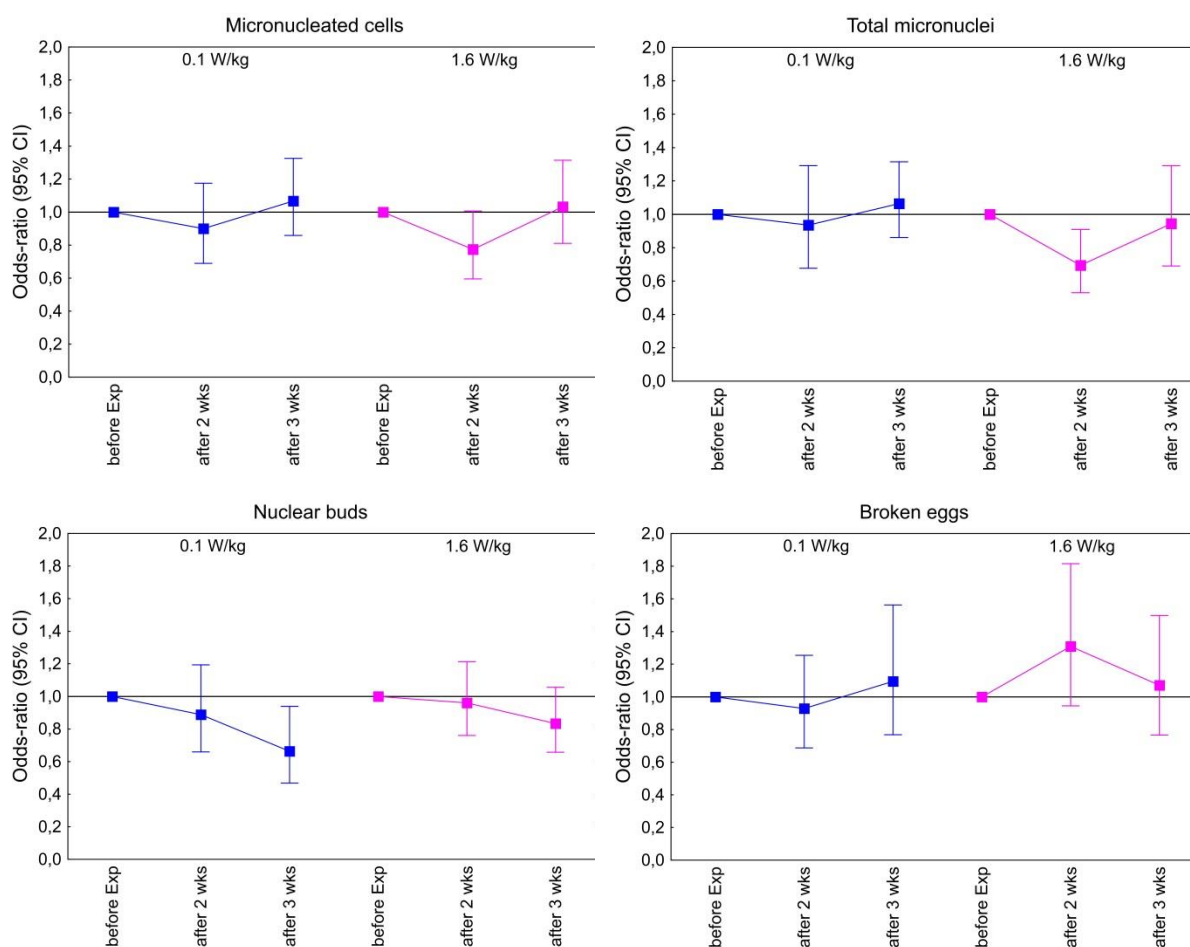 Micronucleated cells
0.1 W/kg
1.6 W/kg
Odds-ratio (95% CI)
2,0
1,8
1,6
1,4
1,2
1,0
0,8
0,6
0,4
0,2
0,0
before Exp
after 2 wks
after 3 wks
before Exp
after 2 wks
after 3 wks
Total micronuclei
0.1 W/kg
1.6 W/kg
Odds-ratio (95% CI)
2,0
1,8
1,6
1,4
1,2
1,0
0,8
0,6
0,4
0,2
0,0
before Exp
after 2 wks
after 3 wks
before Exp
after 2 wks
after 3 wks
Nuclear buds
0.1 W/kg
1.6 W/kg
Odds-ratio (95% CI)
2,0
1,8
1,6
1,4
1,2
1,0
0,8
0,6
0,4
0,2
0,0
before Exp
after 2 wks
after 3 wks
before Exp
after 2 wks
after 3 wks
Broken eggs
0.1 W/kg
1.6 W/kg
Odds-ratio (95% CI)
2,0
1,8
1,6
1,4
1,2
1,0
0,8
0,6
0,4
0,2
0,0
before Exp
after 2 wks
after 3 wks
before Exp
after 2 wks
after 3 wks